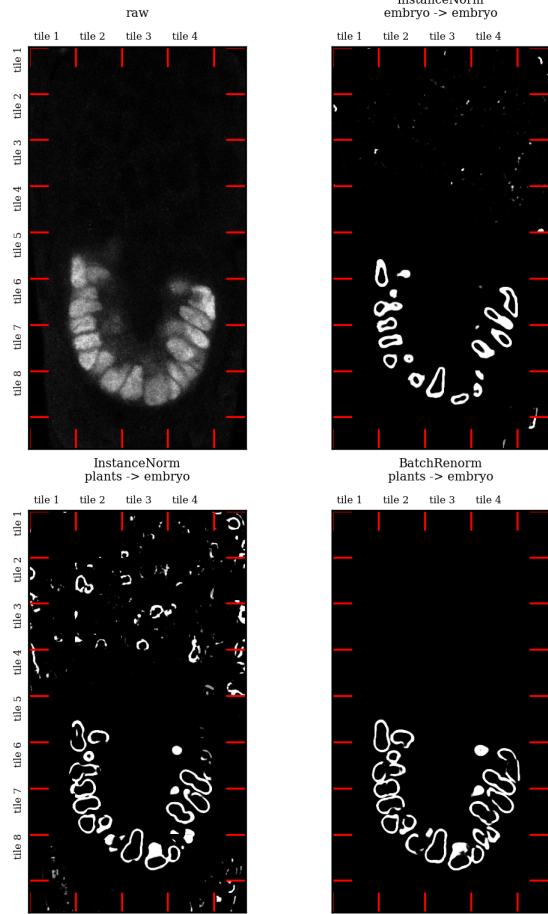 raw
InstanceNorm
embryo -> embryo
tile 1 tile 2 tile 3 tile 4
tile 1 tile 2 tile 3 tile 4
tile 1
tile 2
tile 3
tile 4
tile 5
tile 6
tile 7
tile 8
InstanceNorm
plants -> embryo
BatchRenorm
plants -> embryo
tile 1 tile 2 tile 3 tile 4
tile 1 tile 2 tile 3 tile 4
tile 1
tile 2
tile 3
tile 4
tile 5
tile 6
tile 7
tile 8